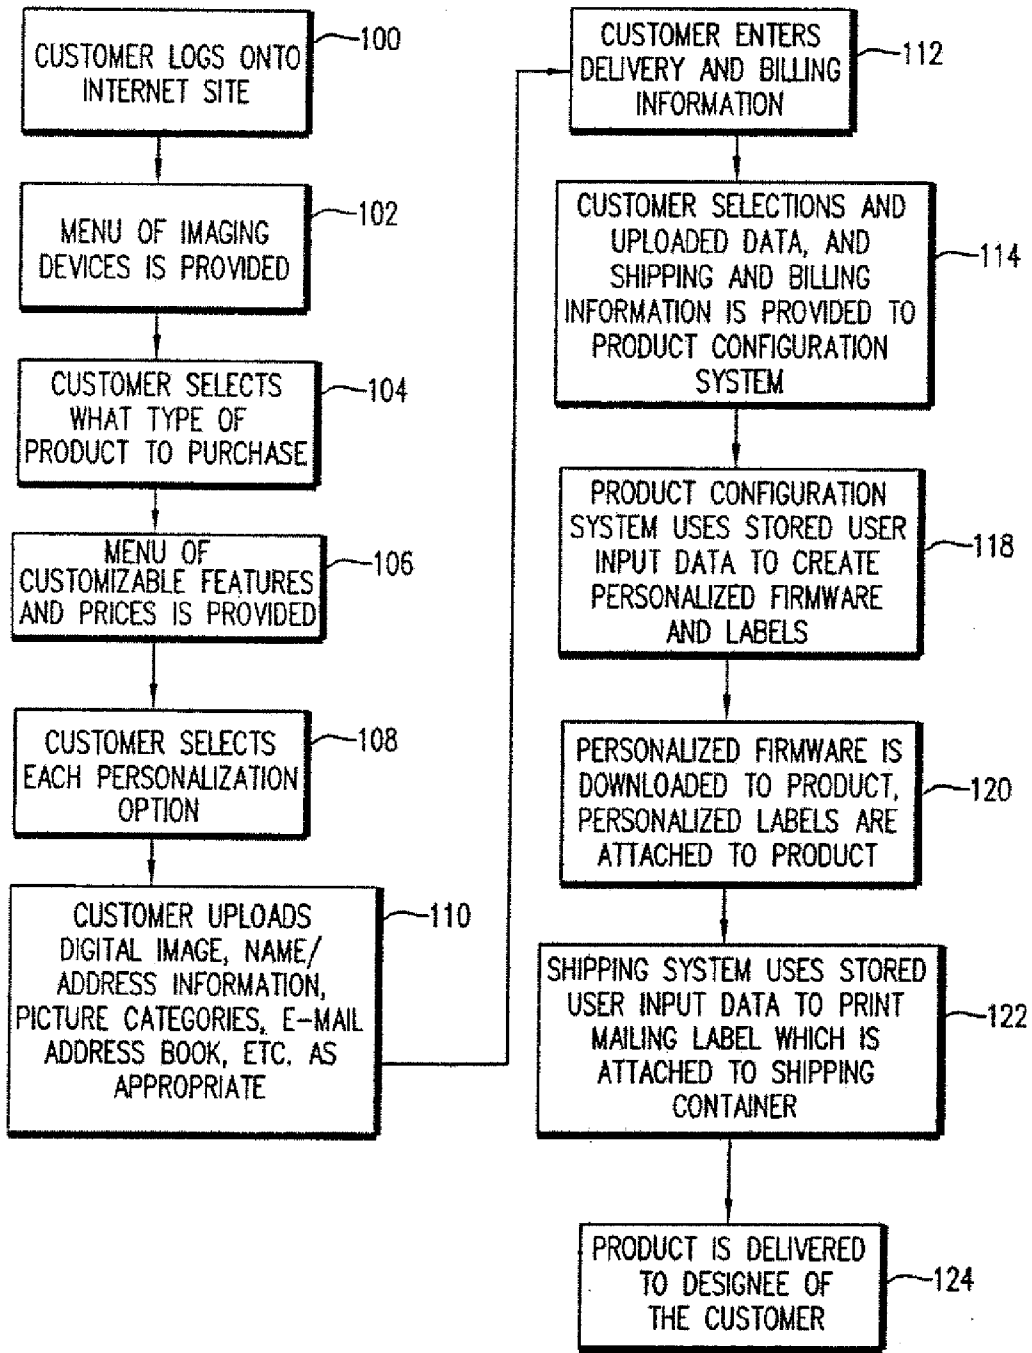 CUSTOMER LOGS ONTO
INTERNET SITE
100
MENU OF IMAGING
DEVICES IS PROVIDED
102
CUSTOMER SELECTS
WHAT TYPE OF
PRODUCT TO PURCHASE
104
MENU OF
CUSTOMIZABLE FEATURES
AND PRICES IS PROVIDED
106
CUSTOMER SELECTS
EACH PERSONALIZATION
OPTION
108
CUSTOMER UPLOADS
DIGITAL IMAGE, NAME/
ADDRESS INFORMATION,
PICTURE CATEGORIES, E-MAIL
ADDRESS BOOK, ETC. AS
APPROPRIATE
110
CUSTOMER ENTERS
DELIVERY AND BILLING
INFORMATION
112
CUSTOMER SELECTIONS AND
UPLOADED DATA, AND
SHIPPING AND BILLING
INFORMATION IS PROVIDED TO
PRODUCT CONFIGURATION
SYSTEM
114
PRODUCT CONFIGURATION
SYSTEM USES STORED USER
INPUT DATA TO CREATE
PERSONALIZED FIRMWARE
AND LABELS
118
PERSONALIZED FIRMWARE IS
DOWNLOADED TO PRODUCT,
PERSONALIZED LABELS ARE
ATTACHED TO PRODUCT
120
SHIPPING SYSTEM USES STORED
USER INPUT DATA TO PRINT
MAILING LABEL WHICH IS
ATTACHED TO SHIPPING
CONTAINER
122
PRODUCT IS DELIVERED
TO DESIGNEE OF
THE CUSTOMER
124